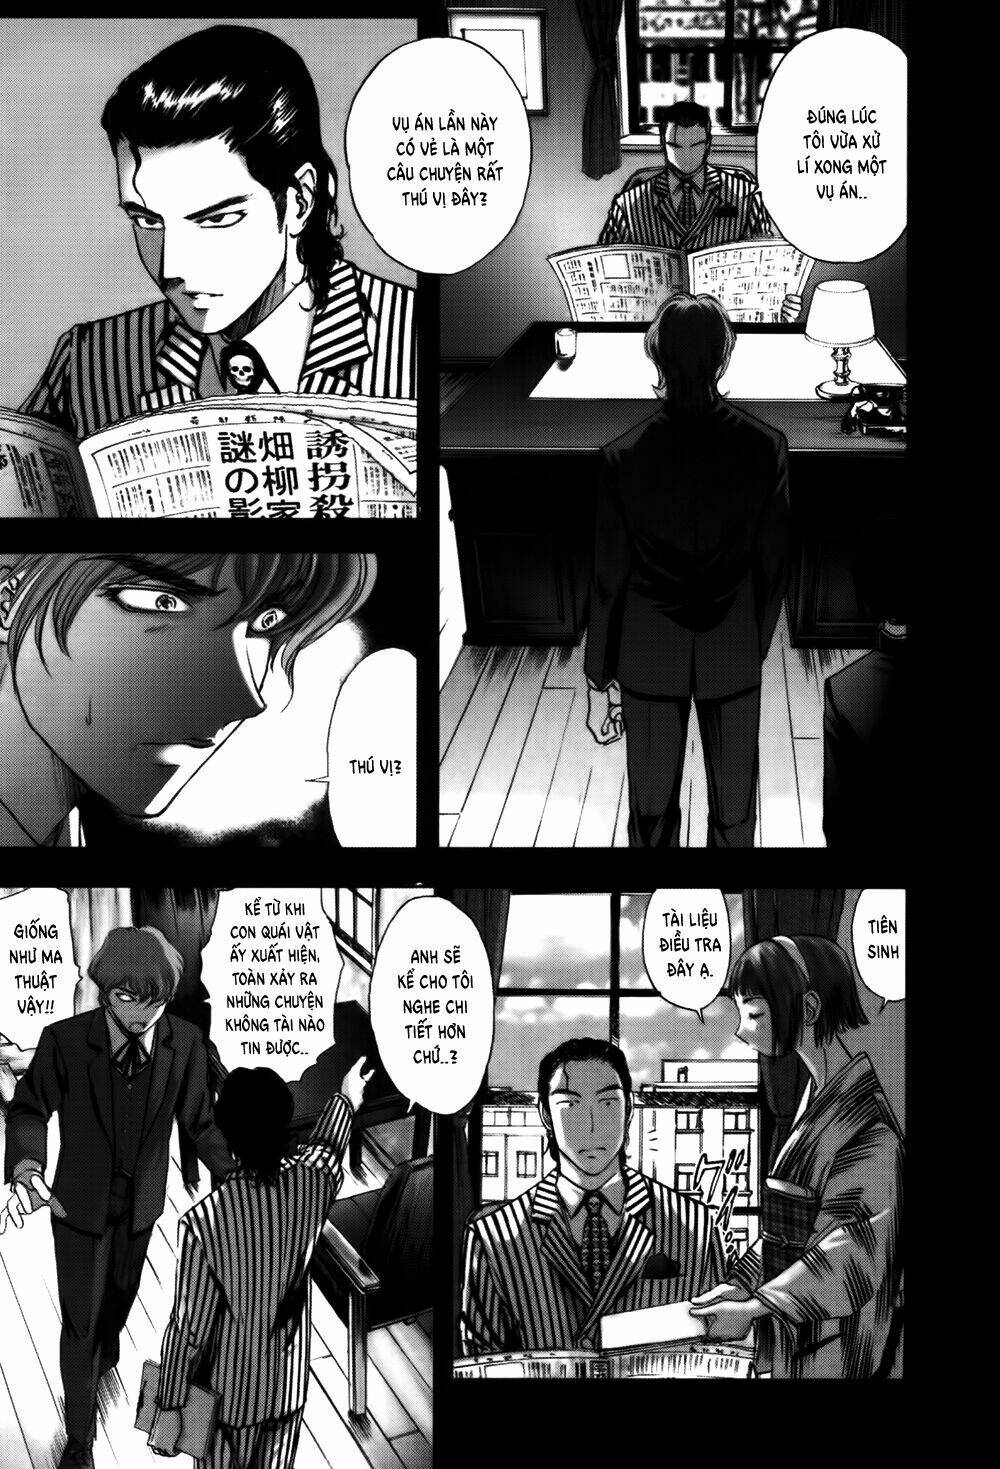 ĐÚNG LÚC
TÔI VỪA XỬ
LÍ XONG MỘT
VỤ ÁN..
VỤ ÁN LẦN NÀY
CÓ VẺ LÀ MỘT
CÂU CHUYỆN RẤT
THÚ VỊ ĐÂY?
誘拐殺
畑柳家
謎の影
THÚ VỊ?
TIÊN
SINH
TÀI LIỆU
ĐIỀU TRA
ĐÂY Ạ.
ANH SẼ
KỂ CHO TÔI
NGHE CHI
TIẾT HƠN
CHỨ..?
KỂ TỪ KHI
CON QUÁI VẬT
ẤY XUẤT HIỆN,
TOÀN XẢY RA
NHỮNG CHUYỆN
KHÔNG TÀI NÀO
TIN ĐƯỢC..
GIỐNG
NHƯ MA
THUẬT
VẬY!!